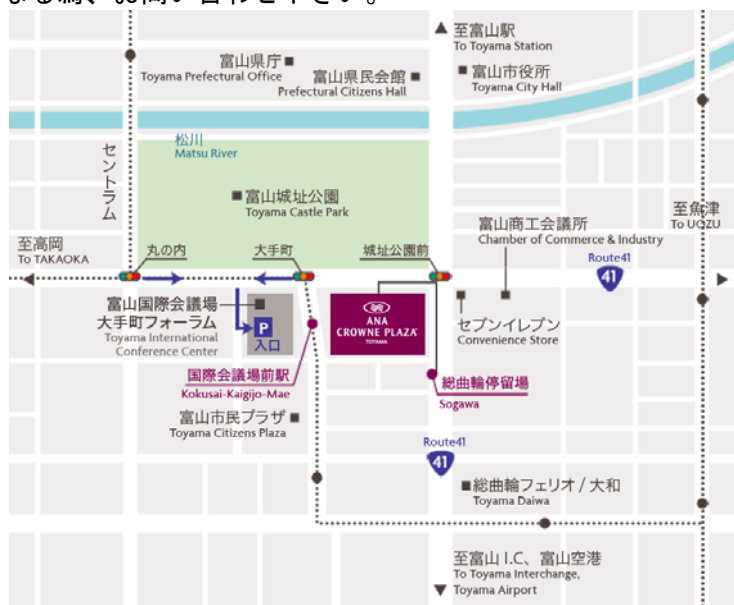 至富山駅
To Toyama Station
富山県庁
Toyama Prefectural Office
富山県民会館
Prefectural Citizens Hall
富山市役所
Toyama City Hall
松川
Matsu River
セントラム
富山城址公園
Toyama Castle Park
至魚津
To UOZU
至高岡
To TAKAOKA
丸の内
大手町
城址公園前
富山商工会議所
Chamber of Commerce & Industry
Route41
41
富山国際会議場
大手町フォーラム
Toyama International
Conference Center
P
入口
ANA
CROWNE PLAZA
TOYAMA
セブンイレブン
Convenience Store
国際会議場前駅
Kokusai-Kaigijo-Mae
総曲輪停留場
Sogawa
富山市民プラザ
Toyama Citizens Plaza
Route41
41
総曲輪フェリオ / 大和
Toyama Daiwa
至富山 I.C、富山空港
To Toyama Interchange,
Toyama Airport